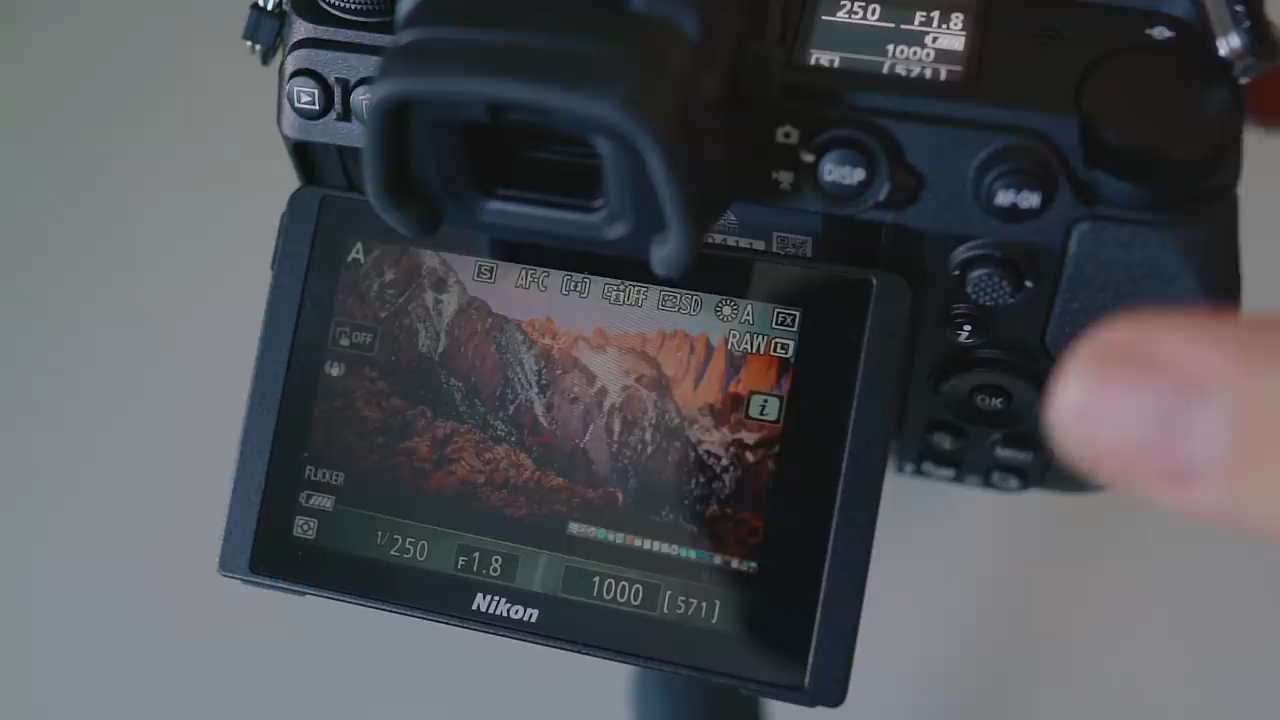 250 F1.8
1000
[S] [571]
DISP
AF-ON
A S AF-C OFF SD A FX
RAW L
OFF
i
i
OK
FLICKER
1/250 F1.8 1000 [571]
Nikon